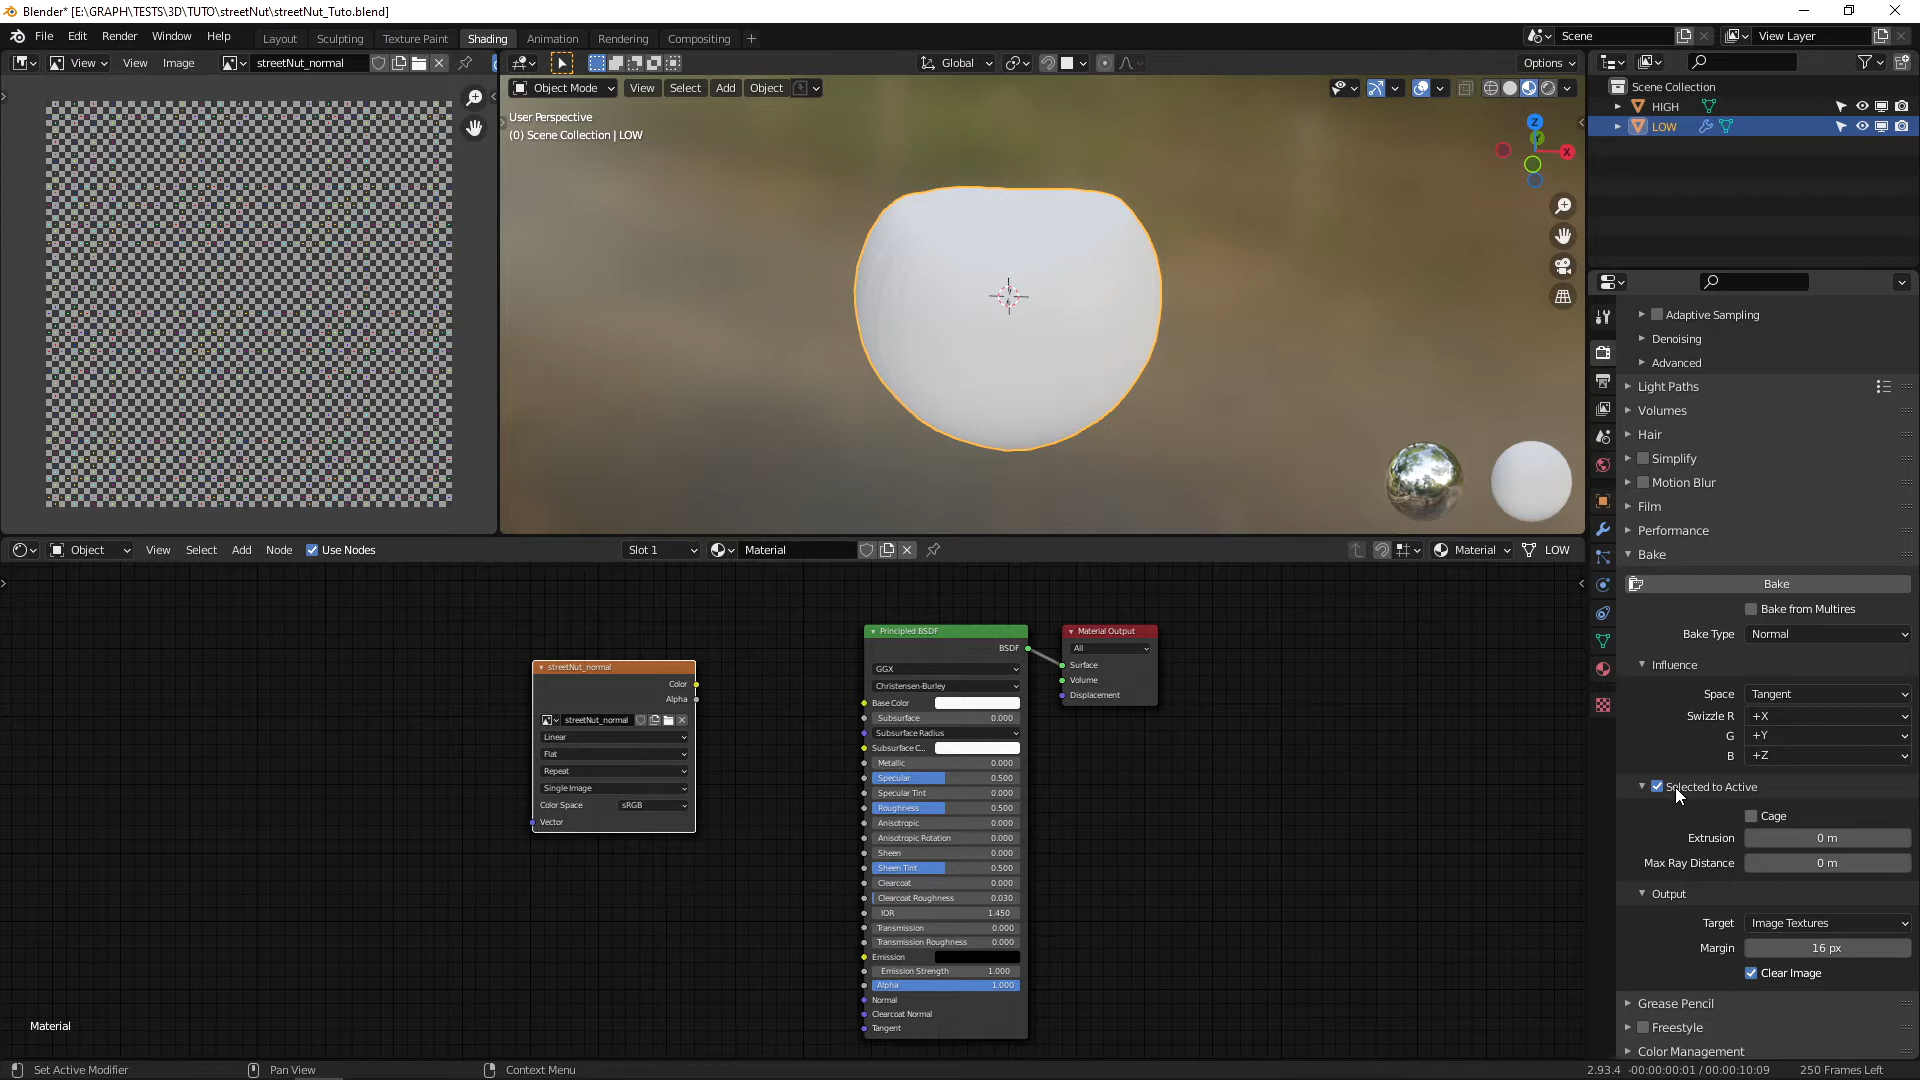 Blender* [E:\GRAPH\TESTS\3D\TUTO\streetNut\streetNut_Tuto.blend]
File Edit Render Window Help Layout Sculpting Texture Paint Shading Animation Rendering Compositing + Scene View Layer
View View Image streetNut_normal Global Options
Object Mode View Select Add Object
User Perspective
(0) Scene Collection | LOW
Z
Y
X
Scene Collection
HIGH
LOW
Adaptive Sampling
Denoising
Advanced
Light Paths
Volumes
Hair
Simplify
Motion Blur
Film
Performance
Bake
Bake
Bake from Multires
Bake Type Normal
Influence
Space Tangent
Swizzle R +X
G +Y
B +Z
Selected to Active
Cage
Extrusion 0 m
Max Ray Distance 0 m
Output
Target Image Textures
Margin 16 px
Clear Image
Grease Pencil
Freestyle
Color Management
Object View Select Add Node Use Nodes Slot 1 Material Material LOW
streetNut_normal
Color
Alpha
streetNut_normal
Linear
Flat
Repeat
Single Image
Color Space sRGB
Vector
Principled BSDF
BSDF
GGX
Christensen-Burley
Base Color
Subsurface 0.000
Subsurface Radius
Subsurface C...
Metallic 0.000
Specular 0.500
Specular Tint 0.000
Roughness 0.500
Anisotropic 0.000
Anisotropic Rotation 0.000
Sheen 0.000
Sheen Tint 0.500
Clearcoat 0.000
Clearcoat Roughness 0.030
IOR 1.450
Transmission 0.000
Transmission Roughness 0.000
Emission
Emission Strength 1.000
Alpha 1.000
Normal
Clearcoat Normal
Tangent
Material Output
All
Surface
Volume
Displacement
Material
Set Active Modifier Pan View Context Menu 2.93.4 -00:00:00:01 / 00:00:10:09 250 Frames Left